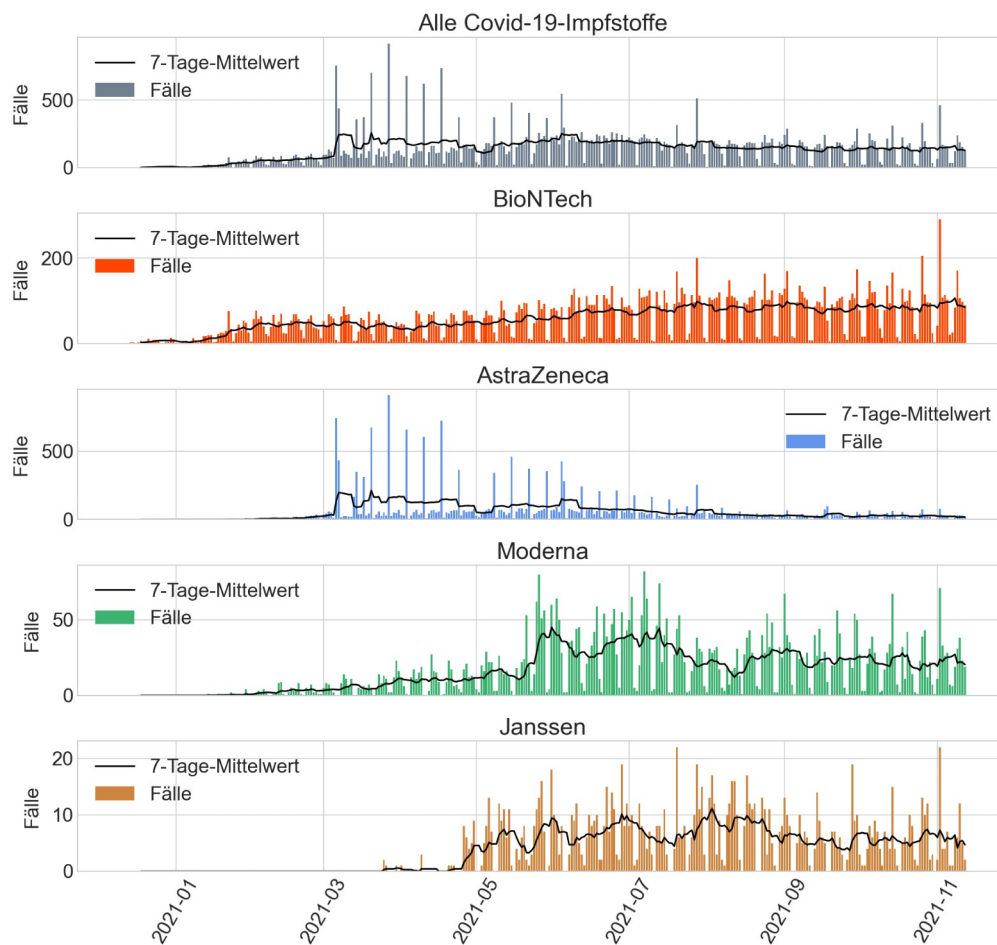 Alle Covid-19-Impfstoffe
7-Tage-Mittelwert
Fälle
Fälle
500
0
BioNTech
7-Tage-Mittelwert
Fälle
Fälle
200
0
AstraZeneca
7-Tage-Mittelwert
Fälle
Fälle
500
0
Moderna
7-Tage-Mittelwert
Fälle
Fälle
50
0
Janssen
7-Tage-Mittelwert
Fälle
Fälle
20
10
0
2021-01
2021-03
2021-05
2021-07
2021-09
2021-11